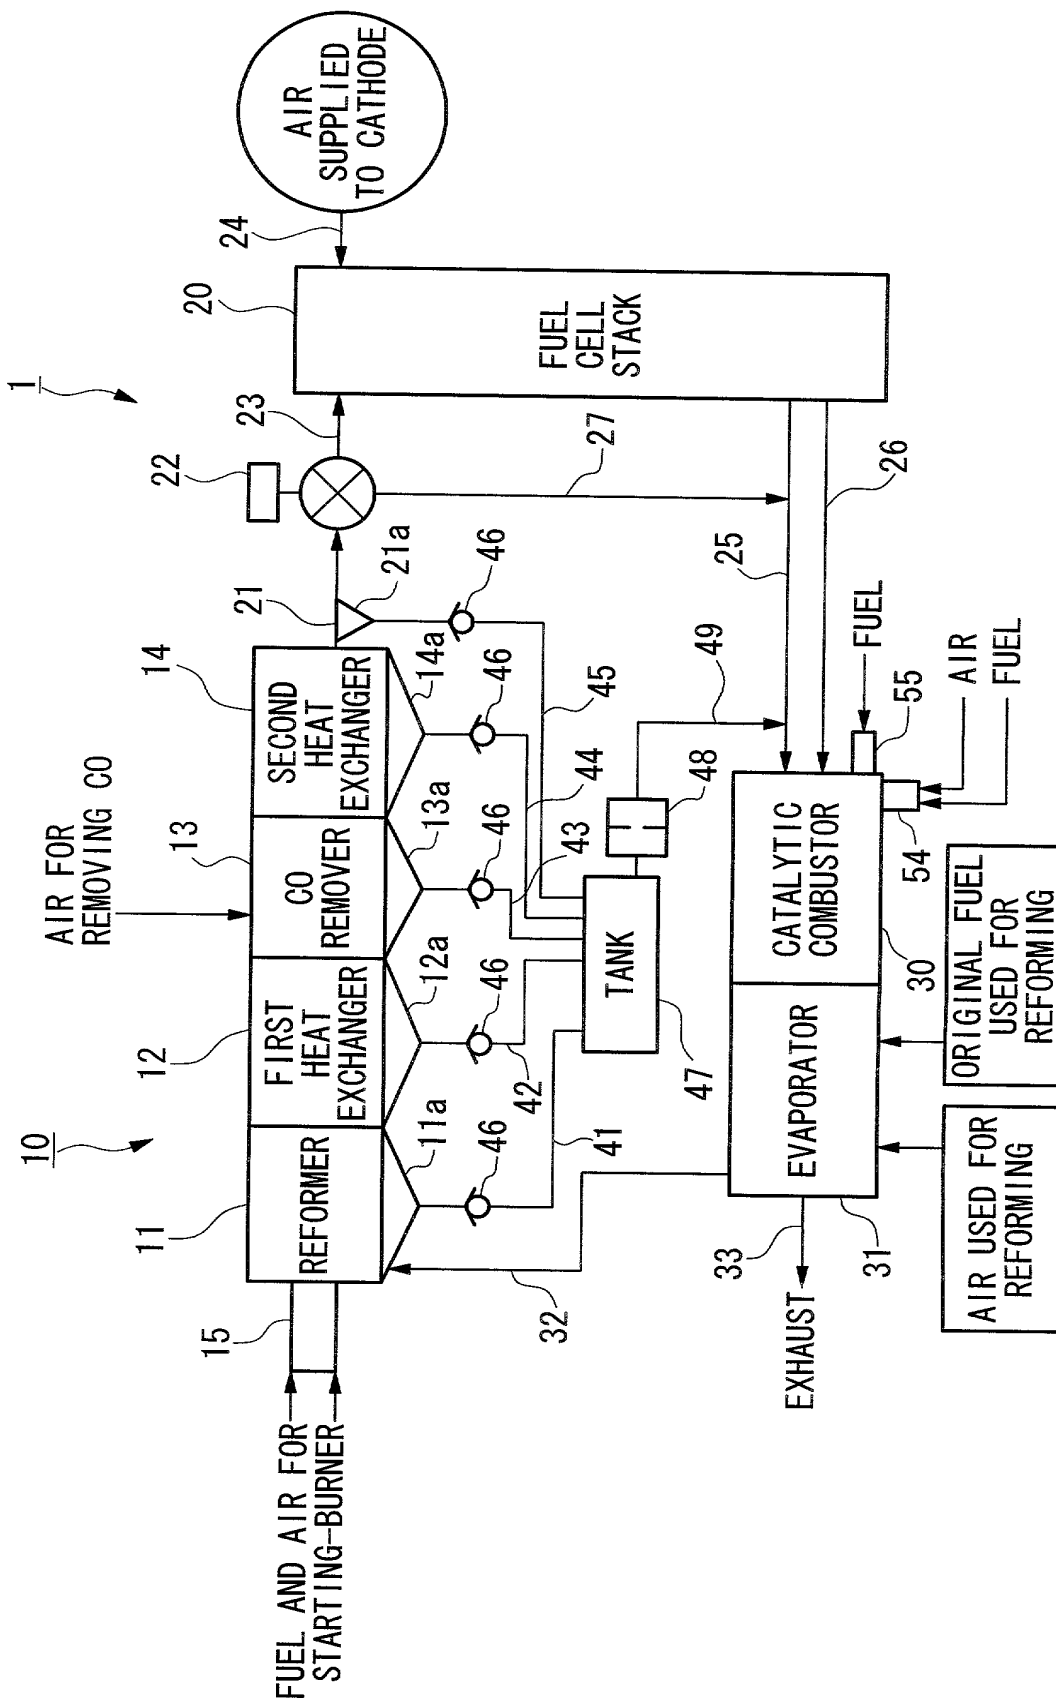 1
10
AIR FOR
REMOVING CO
11
12
13
14
15
FUEL AND AIR FOR
STARTING-BURNER
REFORMER
FIRST
HEAT
EXCHANGER
CO
REMOVER
SECOND
HEAT
EXCHANGER
11a
12a
13a
14a
21
21a
22
23
20
24
AIR
SUPPLIED
TO CATHODE
FUEL
CELL
STACK
46
46
46
46
46
32
41
42
43
44
45
27
TANK
47
48
49
25
26
EVAPORATOR
CATALYTIC
COMBUSTOR
33
EXHAUST
31
30
54
55
FUEL
AIR
FUEL
AIR USED FOR
REFORMING
ORIGINAL FUEL
USED FOR
REFORMING